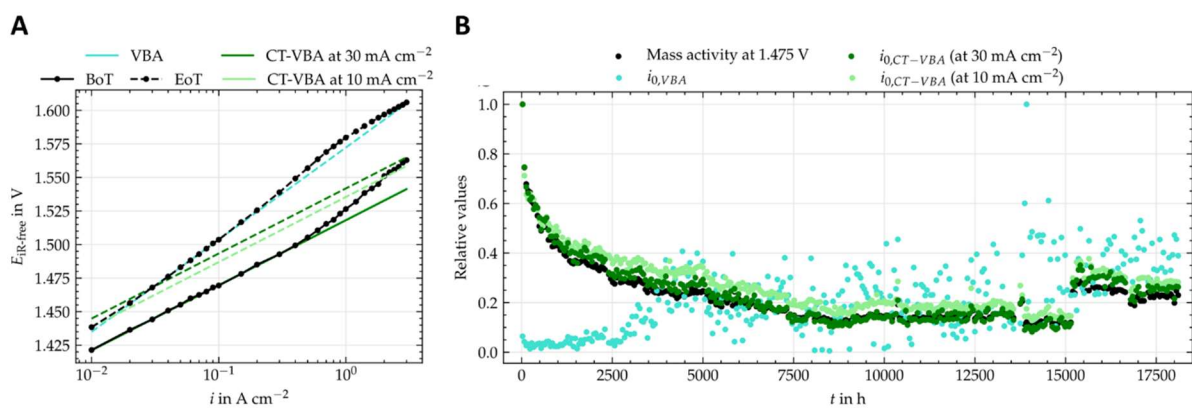 A
VBA
CT-VBA at 30 mA cm⁻²
BoT
EoT
CT-VBA at 10 mA cm⁻²
1.600
1.575
1.550
1.525
1.500
1.475
1.450
1.425
E_iR-free in V
10⁻²
10⁻¹
10⁰
i in A cm⁻²
B
Mass activity at 1.475 V
i_0,CT−VBA (at 30 mA cm⁻²)
i_0,VBA
i_0,CT−VBA (at 10 mA cm⁻²)
1.0
0.8
0.6
0.4
0.2
0.0
Relative values
0
2500
5000
7500
10000
12500
15000
17500
t in h